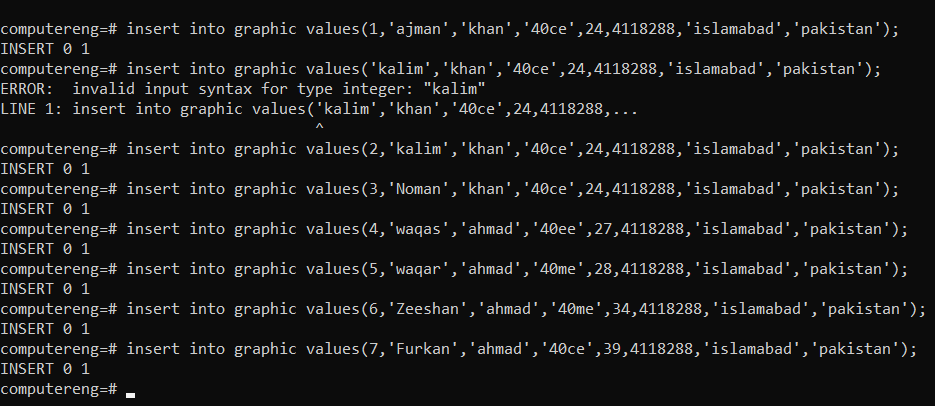 computereng=# insert into graphic values(1,'ajman','khan','40ce',24,4118288,'islamabad','pakistan');
INSERT 0 1
computereng=# insert into graphic values('kalim','khan','40ce',24,4118288,'islamabad','pakistan');
ERROR:  invalid input syntax for type integer: "kalim"
LINE 1: insert into graphic values('kalim','khan','40ce',24,4118288,...
                                   ^
computereng=# insert into graphic values(2,'kalim','khan','40ce',24,4118288,'islamabad','pakistan');
INSERT 0 1
computereng=# insert into graphic values(3,'Noman','khan','40ce',24,4118288,'islamabad','pakistan');
INSERT 0 1
computereng=# insert into graphic values(4,'waqas','ahmad','40ee',27,4118288,'islamabad','pakistan');
INSERT 0 1
computereng=# insert into graphic values(5,'waqar','ahmad','40me',28,4118288,'islamabad','pakistan');
INSERT 0 1
computereng=# insert into graphic values(6,'Zeeshan','ahmad','40me',34,4118288,'islamabad','pakistan');
INSERT 0 1
computereng=# insert into graphic values(7,'Furkan','ahmad','40ce',39,4118288,'islamabad','pakistan');
INSERT 0 1
computereng=#